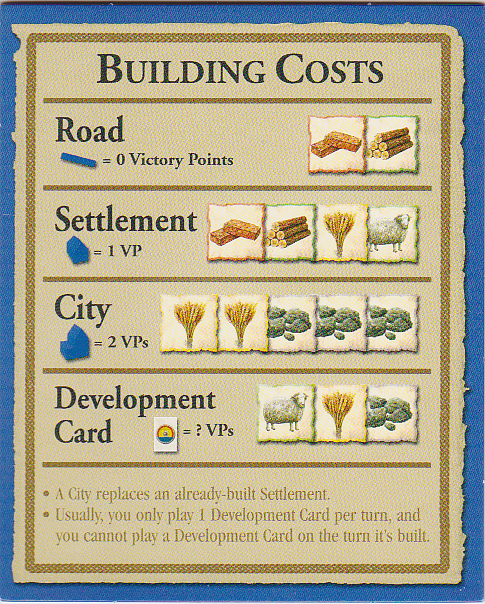 BUILDING COSTS
Road
= 0 Victory Points
Settlement
= 1 VP
City
= 2 VPs
Development
Card
= ? VPs
• A City replaces an already-built Settlement.
• Usually, you only play 1 Development Card per turn, and
you cannot play a Development Card on the turn it's built.